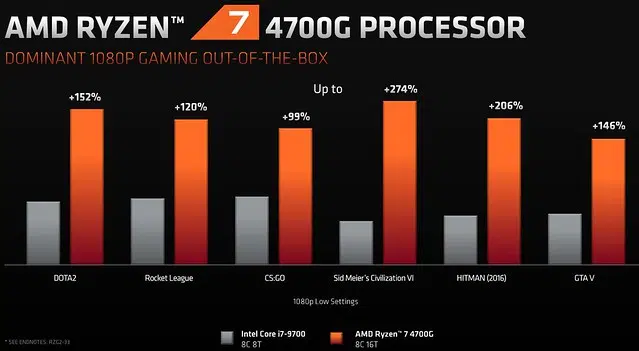 AMD RYZEN™ 7 4700G PROCESSOR
DOMINANT 1080P GAMING OUT-OF-THE-BOX
Up to
+152% +120% +99% +274% +206% +146%
DOTA2 Rocket League CS:GO Sid Meier's Civilization VI HITMAN (2016) GTA V
1080p Low Settings
Intel Core i7-9700 AMD Ryzen™ 7 4700G
8C 8T 8C 16T
* SEE ENDNOTES: RZG2-33